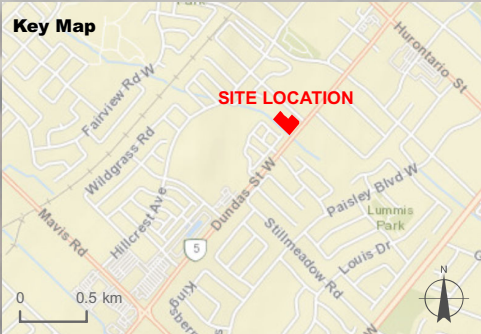 Park
Key Map
Hurontario St
Fairview Rd W
SITE LOCATION
Wildgrass Rd
Paisley Blvd W
Hillcrest Ave
Dundas St W
Lummis
Park
Mavis Rd
5
Stillmeadow Rd
Louis Dr
N
0 0.5 km